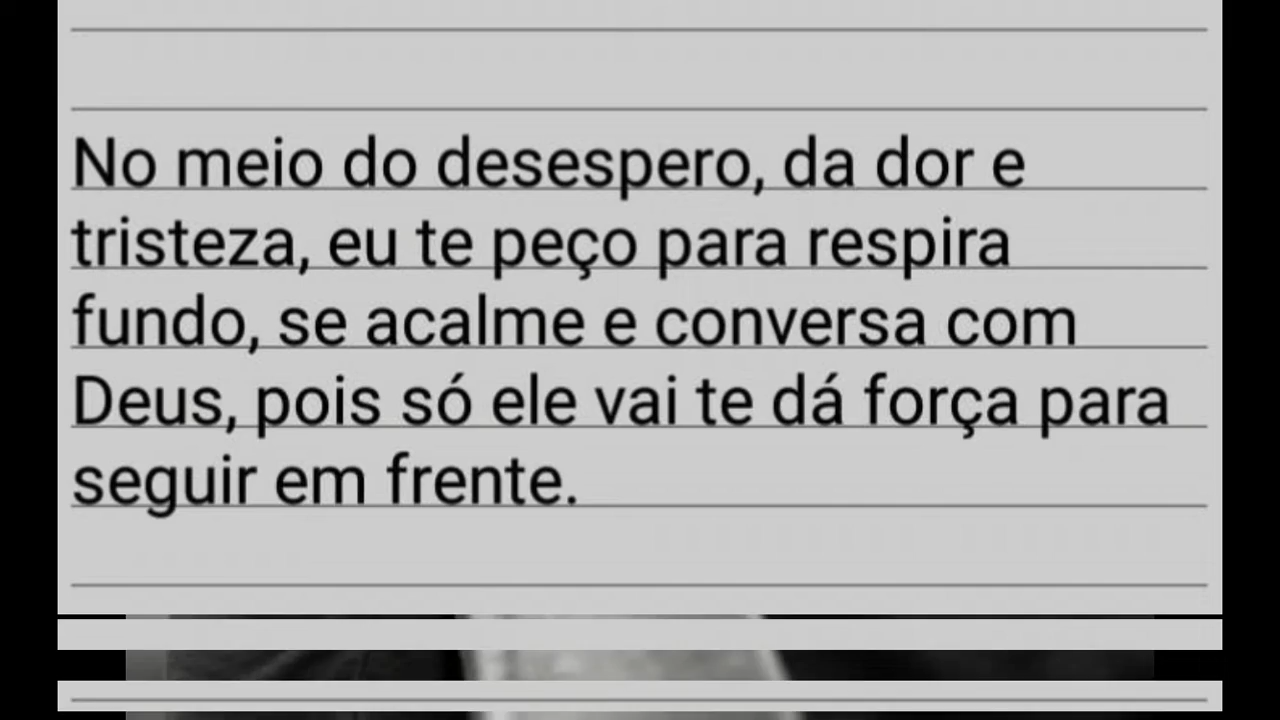 No meio do desespero, da dor e
tristeza, eu te peço para respira
fundo, se acalme e conversa com
Deus, pois só ele vai te dá força para
seguir em frente.